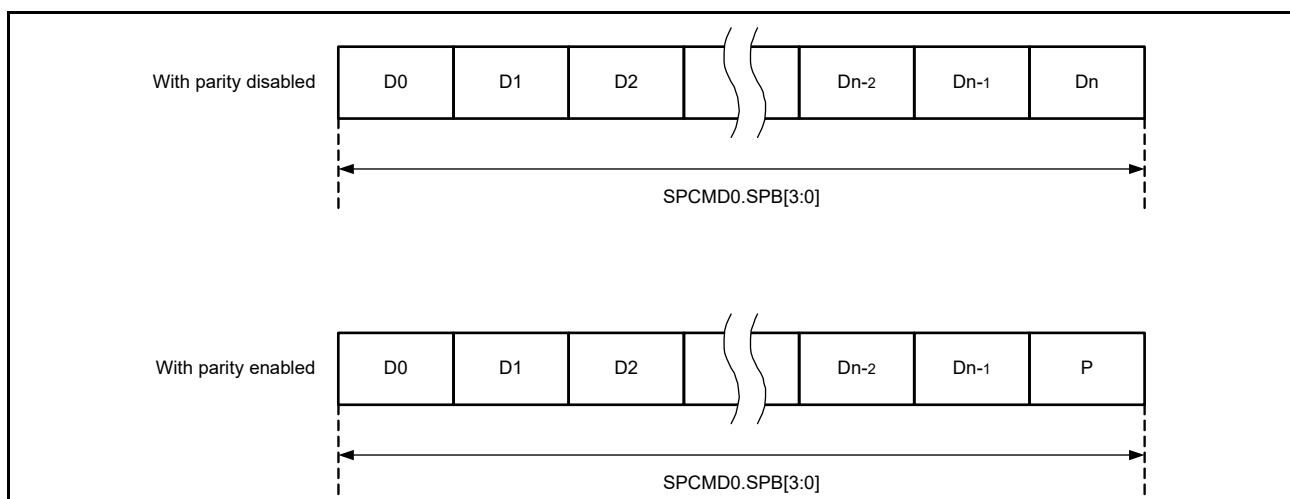 With parity disabled D0 D1 D2 Dn-2 Dn-1 Dn
SPCMD0.SPB[3:0]
With parity enabled D0 D1 D2 Dn-2 Dn-1 P
SPCMD0.SPB[3:0]